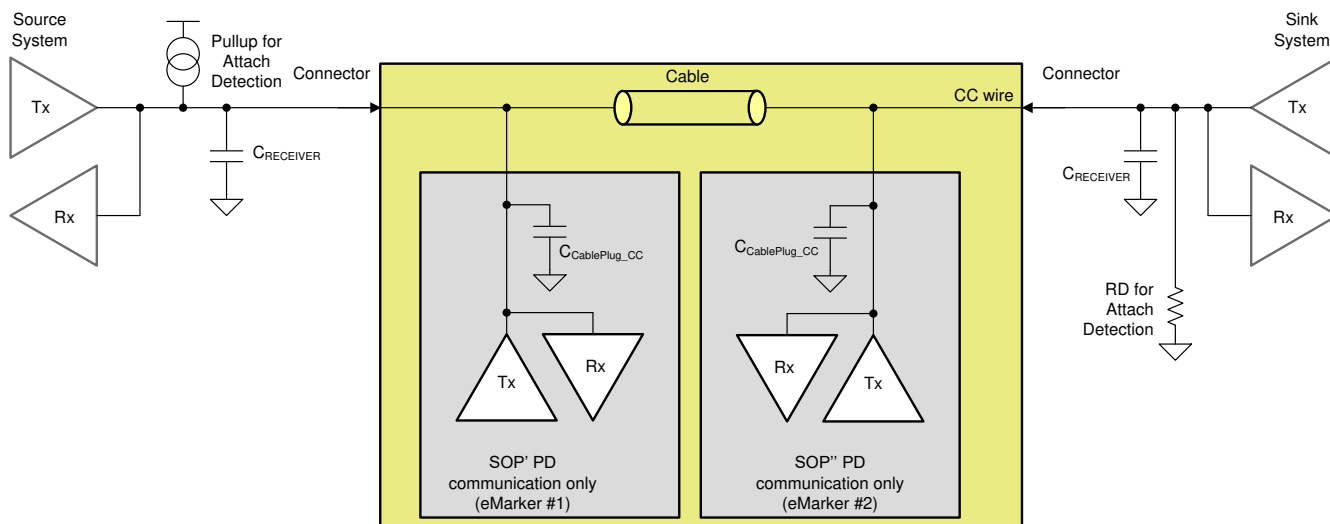 Source
System
Pullup for
Attach
Detection
Connector
Cable
Connector
Sink
System
CC wire
Tx
Tx
CRECEIVER
CRECEIVER
Rx
Rx
CCablePlug_CC
CCablePlug_CC
RD for
Attach
Detection
Tx
Rx
Rx
Tx
SOP' PD
communication only
(eMarker #1)
SOP'' PD
communication only
(eMarker #2)